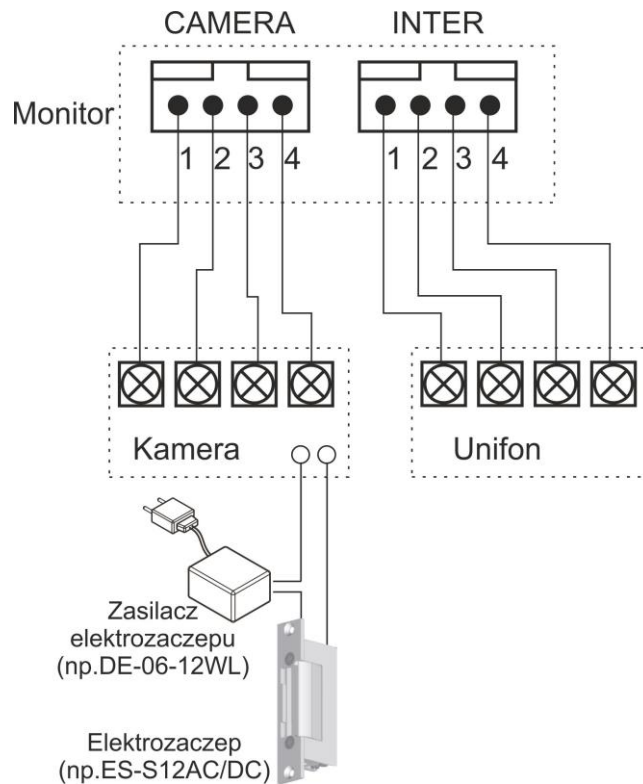 CAMERA INTER
Monitor
1 2 3 4 1 2 3 4
Kamera Unifon
Zasilacz
elektrozaczepu
(np.DE-06-12WL)
Elektrozaczep
(np.ES-S12AC/DC)